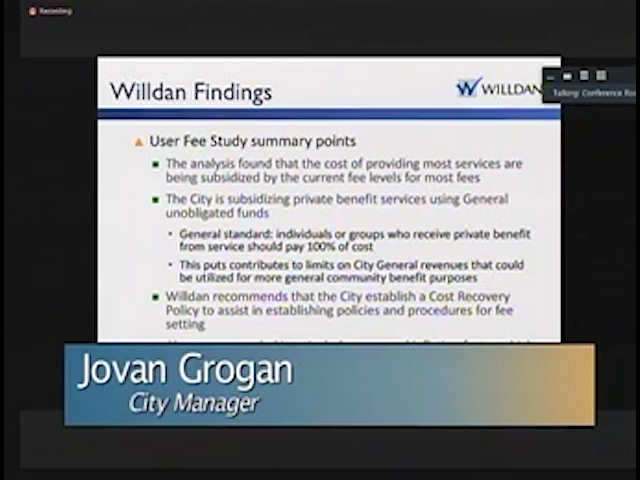 Recording
Willdan Findings
WILLDAN
Talking: Conference Roo
User Fee Study summary points
The analysis found that the cost of providing most services are
being subsidized by the current fee levels for most fees
The City is subsidizing private benefit services using General
unobligated funds
General standard: individuals or groups who receive private benefit
from service should pay 100% of cost
This puts contributes to limits on City General revenues that could
be utilized for more general community benefit purposes
Willdan recommends that the City establish a Cost Recovery
Policy to assist in establishing policies and procedures for fee
setting
Jovan Grogan
City Manager